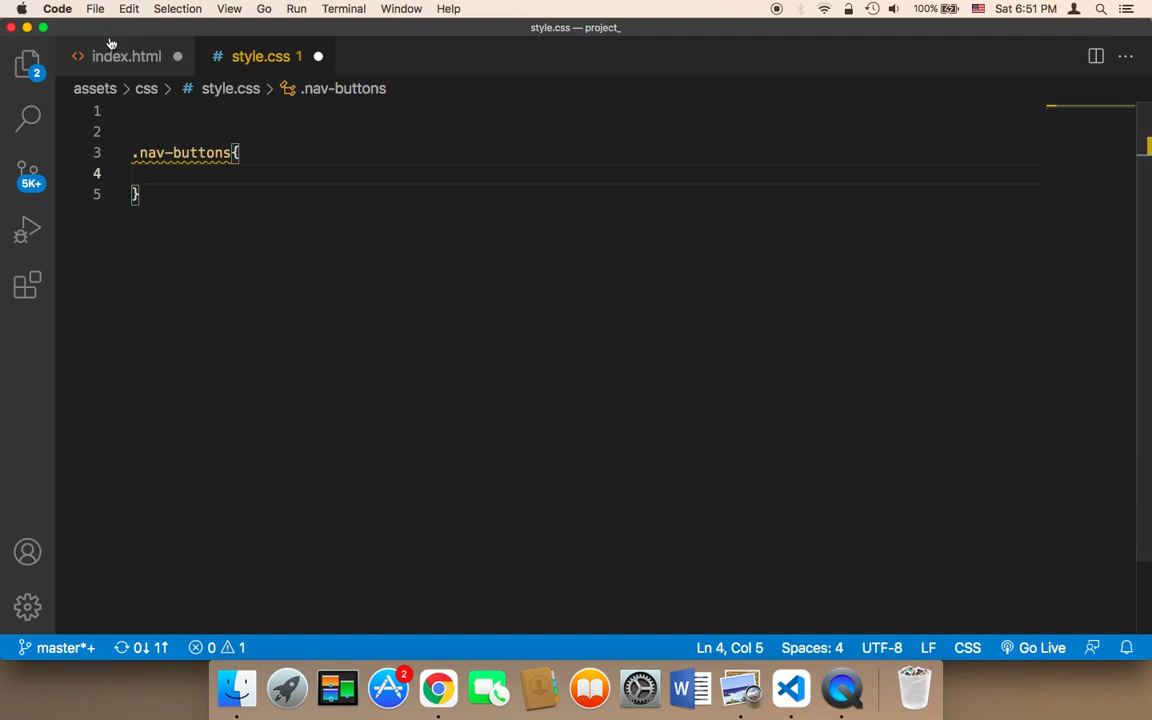 Code File Edit Selection View Go Run Terminal Window Help 100% Sat 6:51 PM
style.css — project_
<> index.html # style.css 1
assets > css > # style.css > .nav-buttons
1
2
3 .nav-buttons{
4
5 }
2
5K+
master*+ 0↓ 1↑ 0 1 Ln 4, Col 5 Spaces: 4 UTF-8 LF CSS Go Live
2